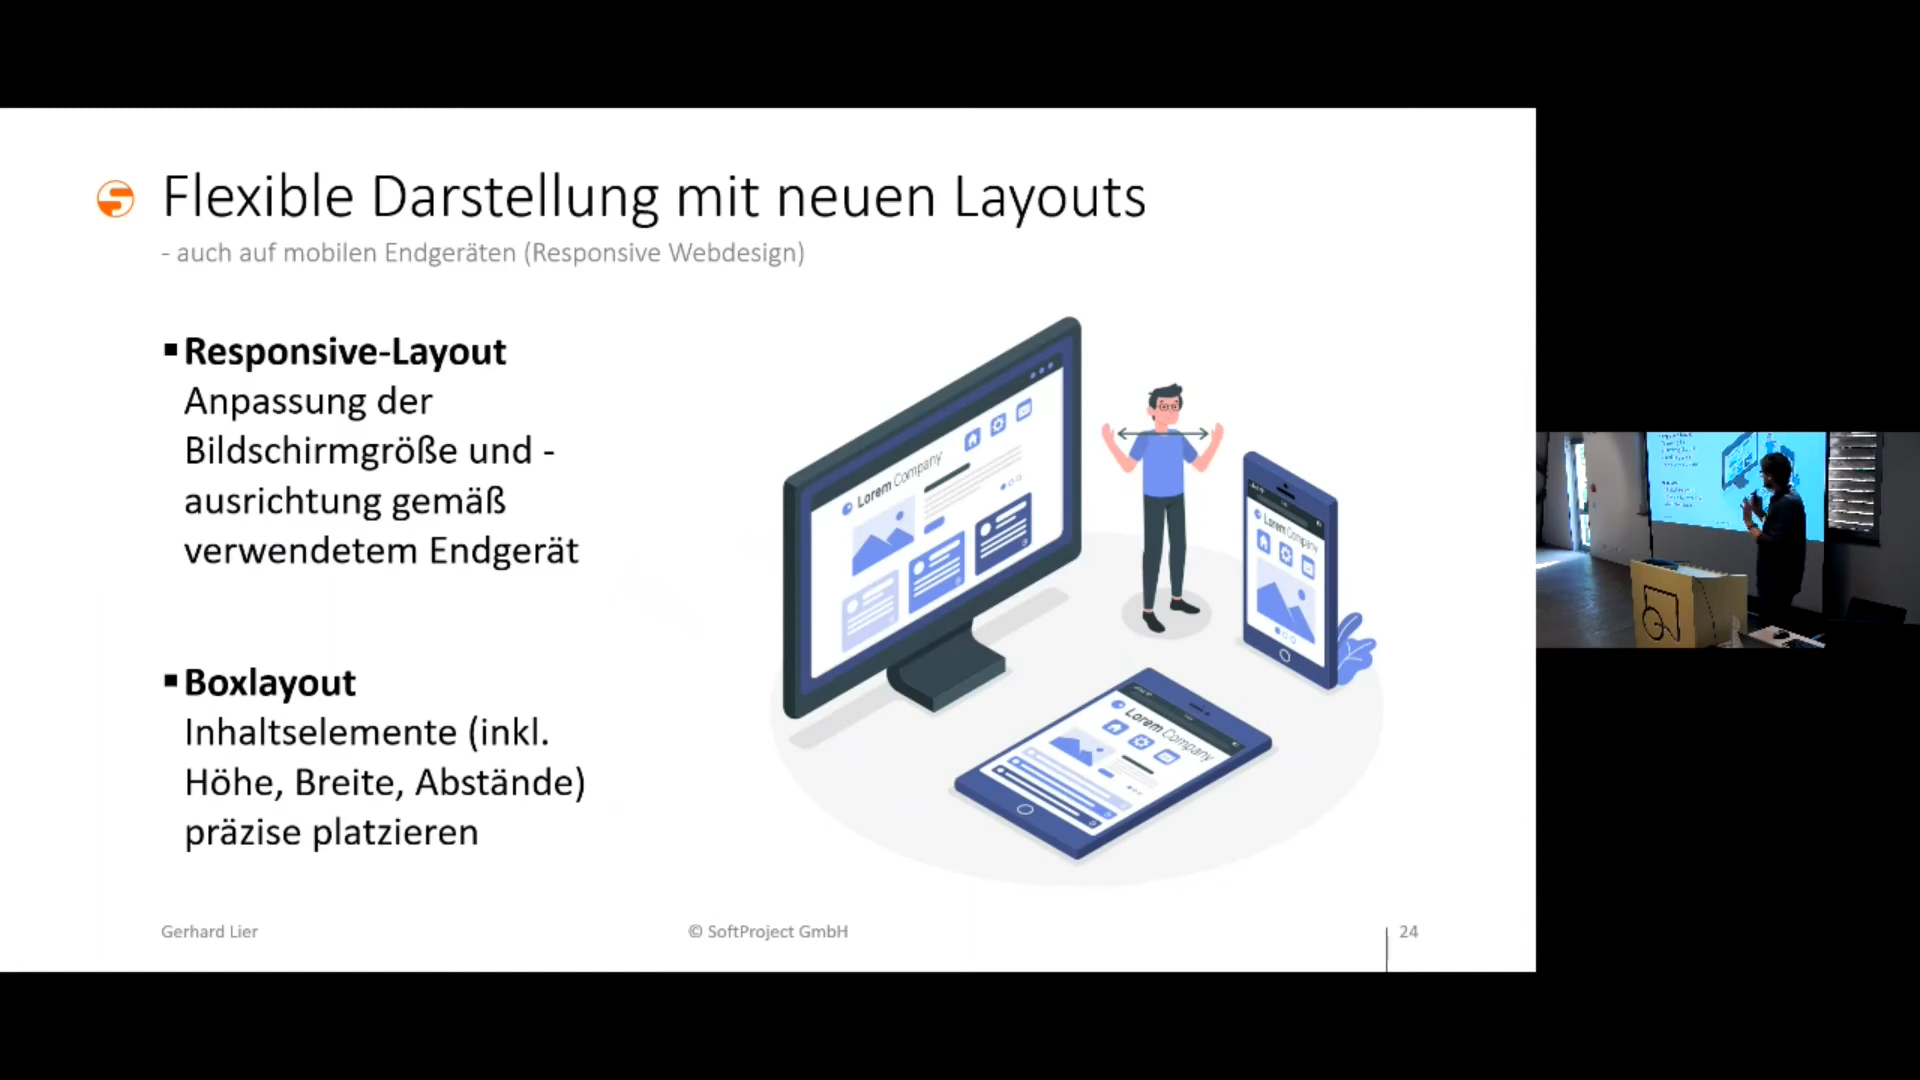 Flexible Darstellung mit neuen Layouts
- auch auf mobilen Endgeräten (Responsive Webdesign)
▪Responsive-Layout
Anpassung der
Bildschirmgröße und -
ausrichtung gemäß
verwendetem Endgerät
▪Boxlayout
Inhaltselemente (inkl.
Höhe, Breite, Abstände)
präzise platzieren
Lorem Company
Lorem Company
Lorem Company
Gerhard Lier
© SoftProject GmbH
24